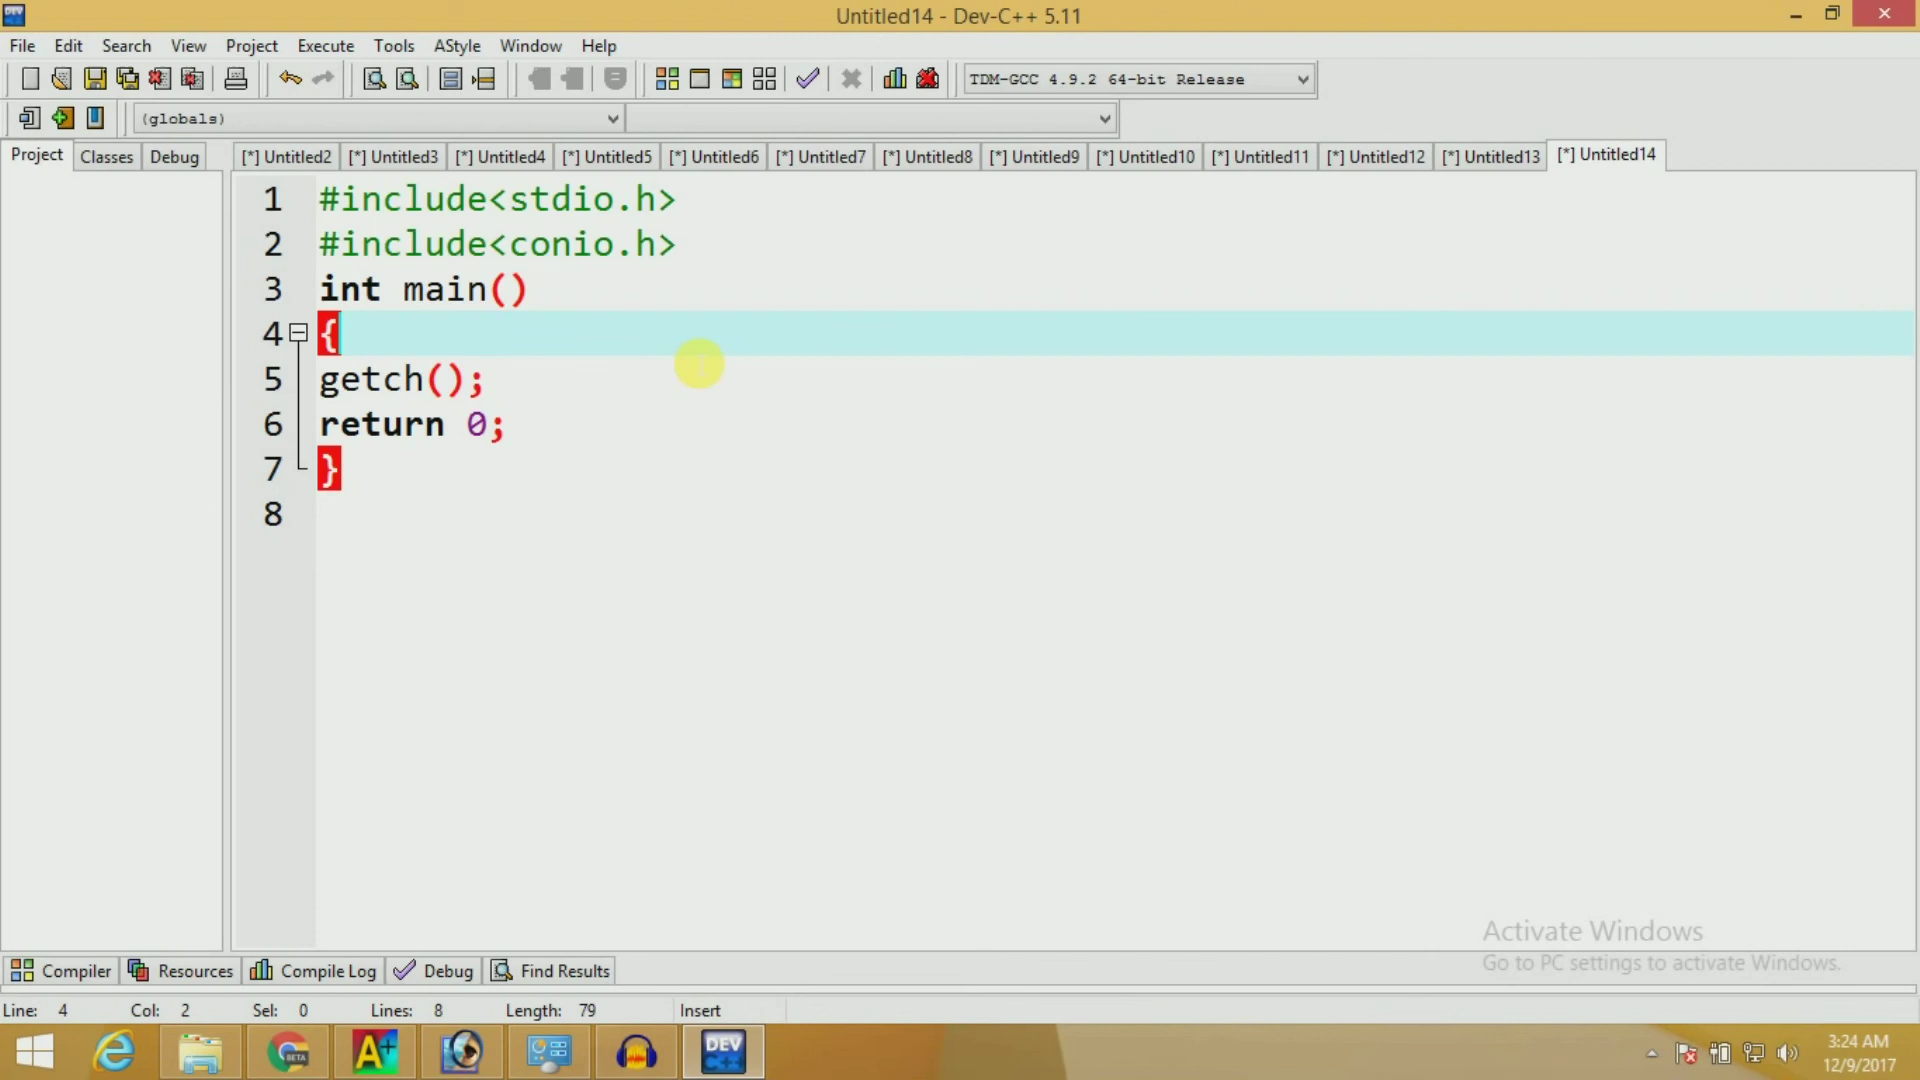 Untitled14 - Dev-C++ 5.11
File Edit Search View Project Execute Tools AStyle Window Help
TDM-GCC 4.9.2 64-bit Release
(globals)
Project Classes Debug [*] Untitled2 [*] Untitled3 [*] Untitled4 [*] Untitled5 [*] Untitled6 [*] Untitled7 [*] Untitled8 [*] Untitled9 [*] Untitled10 [*] Untitled11 [*] Untitled12 [*] Untitled13 [*] Untitled14
1 #include<stdio.h>
2 #include<conio.h>
3 int main()
4 {
5 getch();
6 return 0;
7 }
8
Activate Windows
Go to PC settings to activate Windows.
Compiler Resources Compile Log Debug Find Results
Line: 4 Col: 2 Sel: 0 Lines: 8 Length: 79 Insert
BETA A+ DEV C++ 3:24 AM
12/9/2017